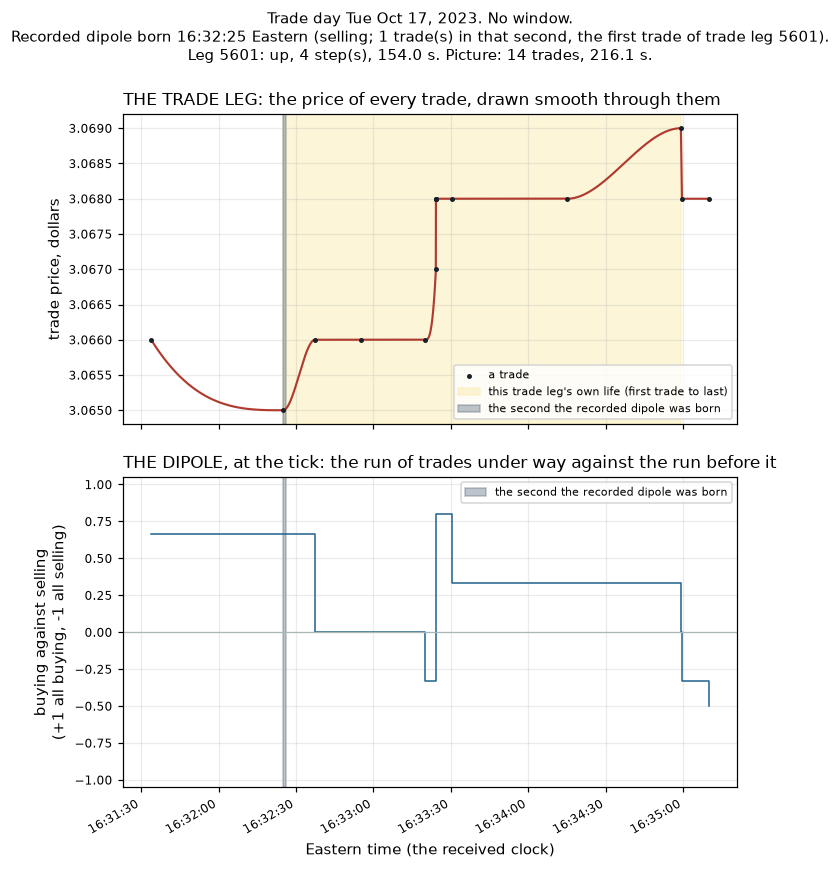 Trade day Tue Oct 17, 2023. No window.
Recorded dipole born 16:32:25 Eastern (selling; 1 trade(s) in that second, the first trade of trade leg 5601).
Leg 5601: up, 4 step(s), 154.0 s. Picture: 14 trades, 216.1 s.
THE TRADE LEG: the price of every trade, drawn smooth through them
trade price, dollars
3.0690
3.0685
3.0680
3.0675
3.0670
3.0665
3.0660
3.0655
3.0650
a trade
this trade leg's own life (first trade to last)
the second the recorded dipole was born
THE DIPOLE, at the tick: the run of trades under way against the run before it
buying against selling
(+1 all buying, -1 all selling)
1.00
0.75
0.50
0.25
0.00
−0.25
−0.50
−0.75
−1.00
the second the recorded dipole was born
16:31:30
16:32:00
16:32:30
16:33:00
16:33:30
16:34:00
16:34:30
16:35:00
Eastern time (the received clock)